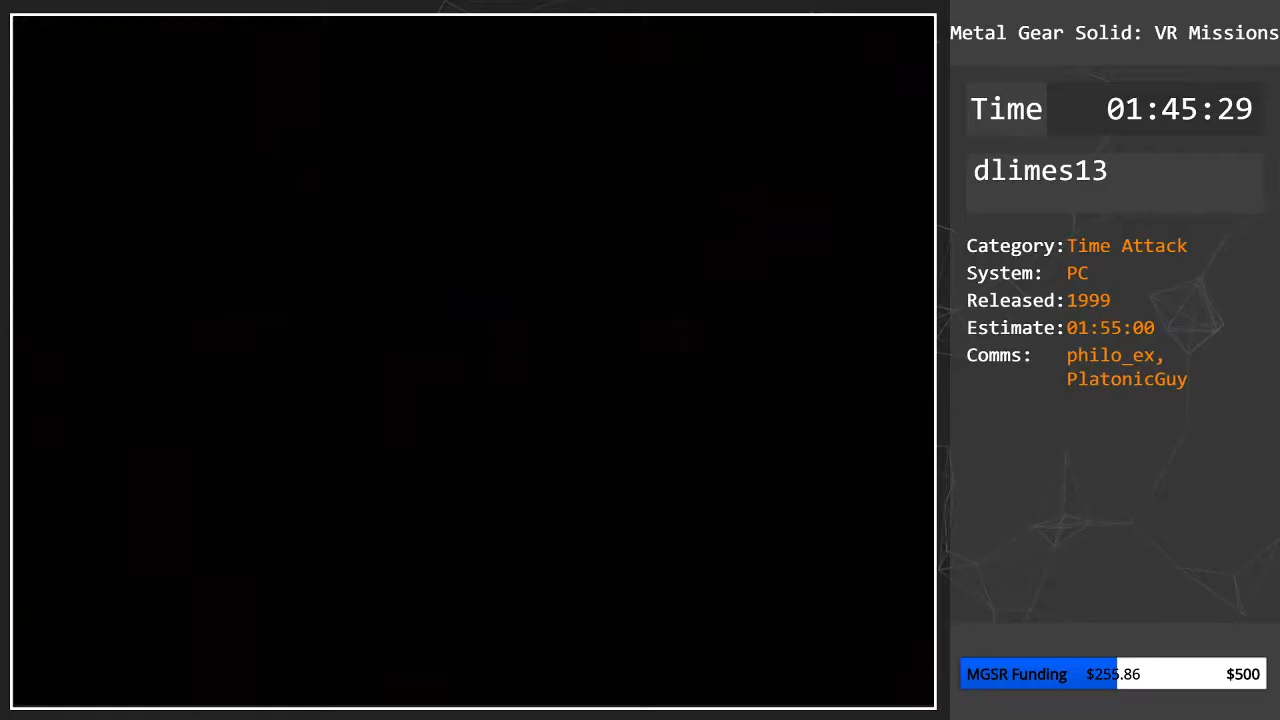 Metal Gear Solid: VR Missions
Time 01:45:29
dlimes13
Category: Time Attack
System: PC
Released: 1999
Estimate: 01:55:00
Comms: philo_ex,
PlatonicGuy
MGSR Funding $255.86 $500